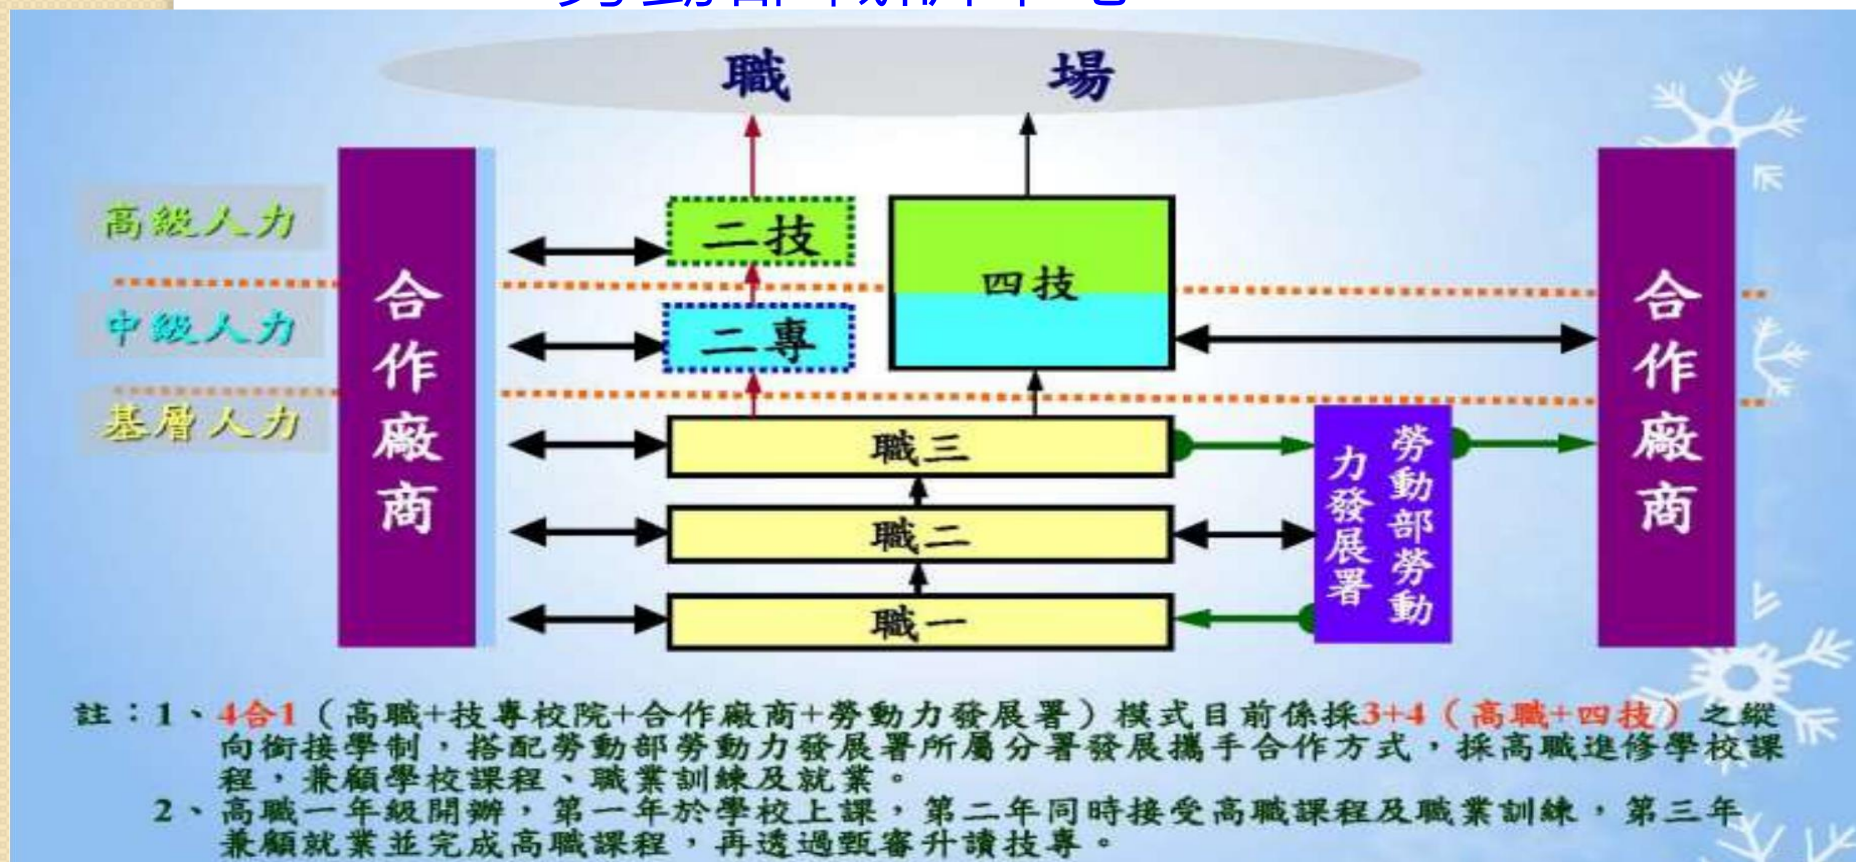 職 場
高級人力
中級人力
基層人力
合作廠商
二技
二專
四技
職三
職二
職一
勞動部勞動
力發展署
合作廠商
註：1、4合1（高職+技專校院+合作廠商+勞動力發展署）模式目前係採3+4（高職+四技）之縱
向銜接學制，搭配勞動部勞動力發展署所屬分署發展攜手合作方式，採高職進修學校課
程，兼顧學校課程、職業訓練及就業。
2、高職一年級開辦，第一年於學校上課，第二年同時接受高職課程及職業訓練，第三年
兼顧就業並完成高職課程，再透過甄審升讀技專。